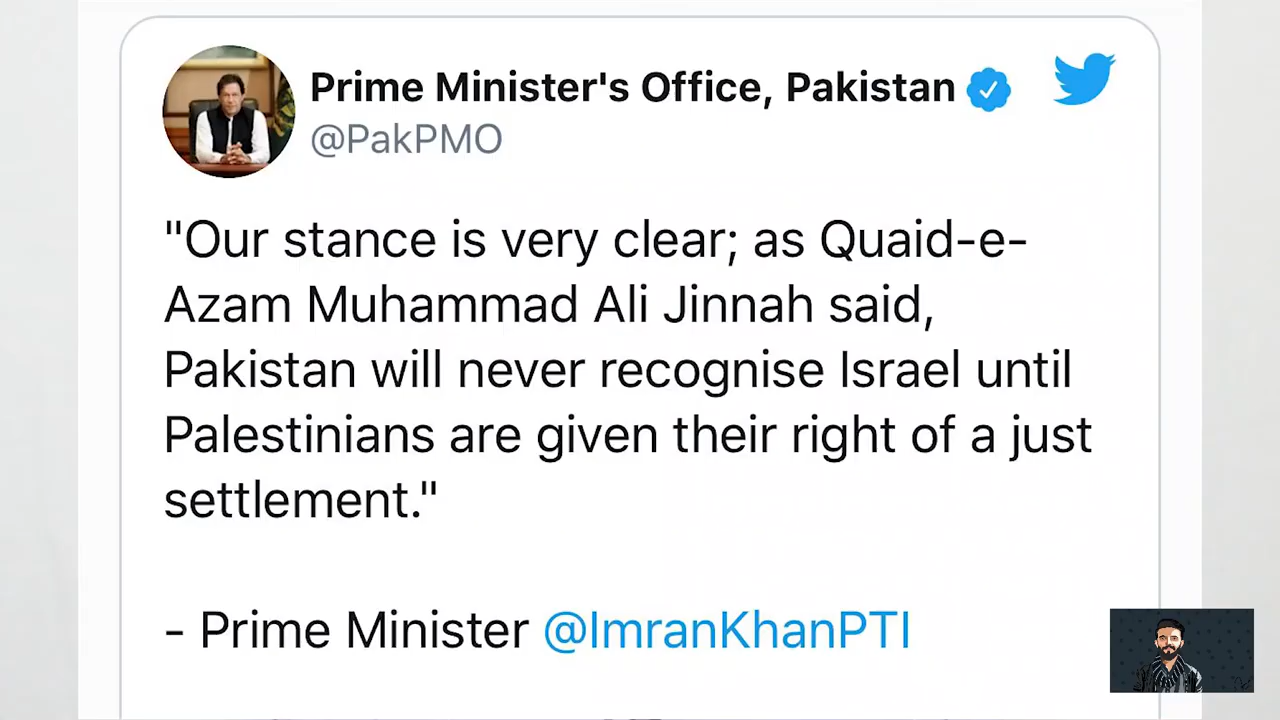 Prime Minister's Office, Pakistan
@PakPMO
"Our stance is very clear; as Quaid-e-
Azam Muhammad Ali Jinnah said,
Pakistan will never recognise Israel until
Palestinians are given their right of a just
settlement."
- Prime Minister @ImranKhanPTI